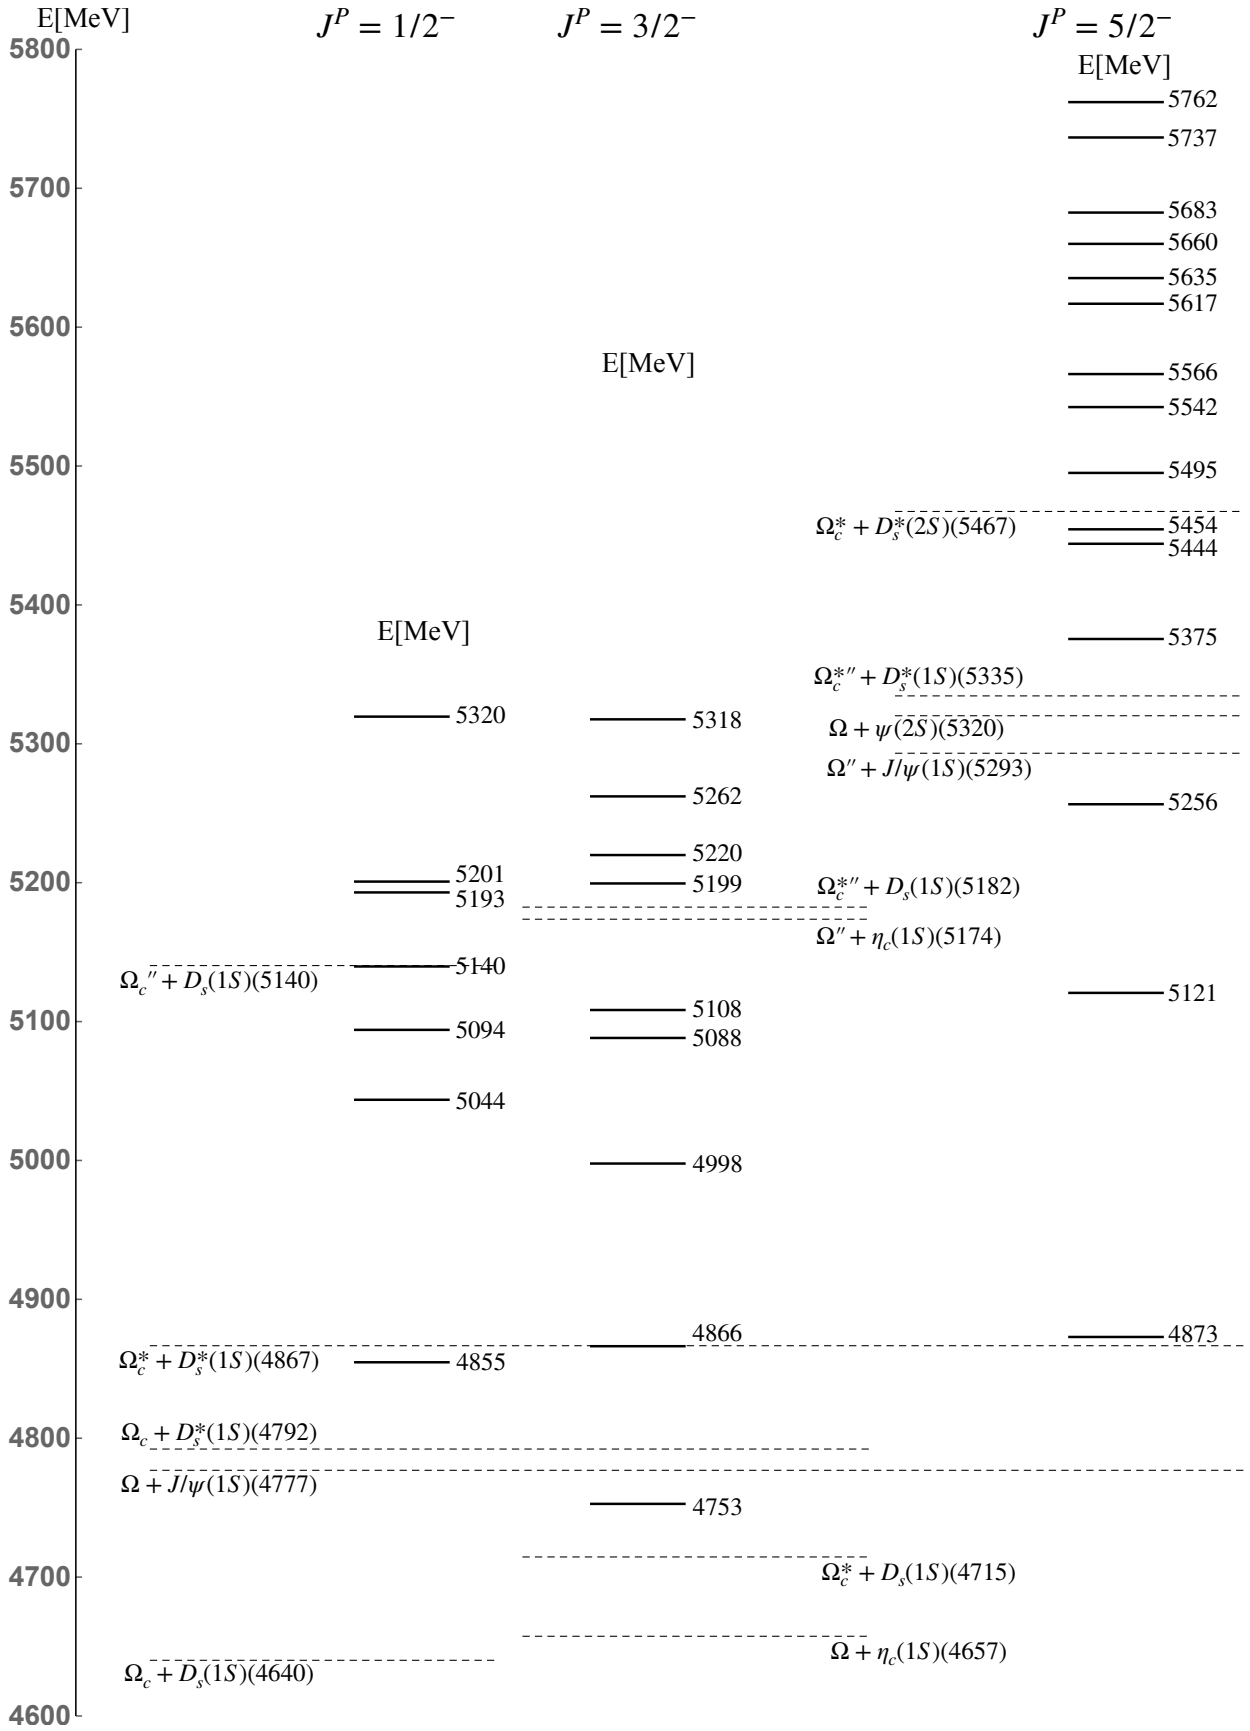 E[MeV]
J^P = 1/2^−
J^P = 3/2^−
J^P = 5/2^−
5800
E[MeV]
5762
5737
5700
5683
5660
5635
5617
5600
E[MeV]
5566
5542
5500
5495
Ω_c^* + D_s^*(2S)(5467)
5454
5444
5400
E[MeV]
5375
Ω_c^*″ + D_s^*(1S)(5335)
5320
5318
Ω + ψ(2S)(5320)
5300
Ω″ + J/ψ(1S)(5293)
5262
5256
5220
5201
5200
5199
Ω_c^*″ + D_s(1S)(5182)
5193
Ω″ + η_c(1S)(5174)
5140
Ω_c″ + D_s(1S)(5140)
5121
5108
5100
5094
5088
5044
5000
4998
4900
4866
4873
Ω_c^* + D_s^*(1S)(4867)
4855
Ω_c + D_s^*(1S)(4792)
4800
Ω + J/ψ(1S)(4777)
4753
4700
Ω_c^* + D_s(1S)(4715)
Ω + η_c(1S)(4657)
Ω_c + D_s(1S)(4640)
4600